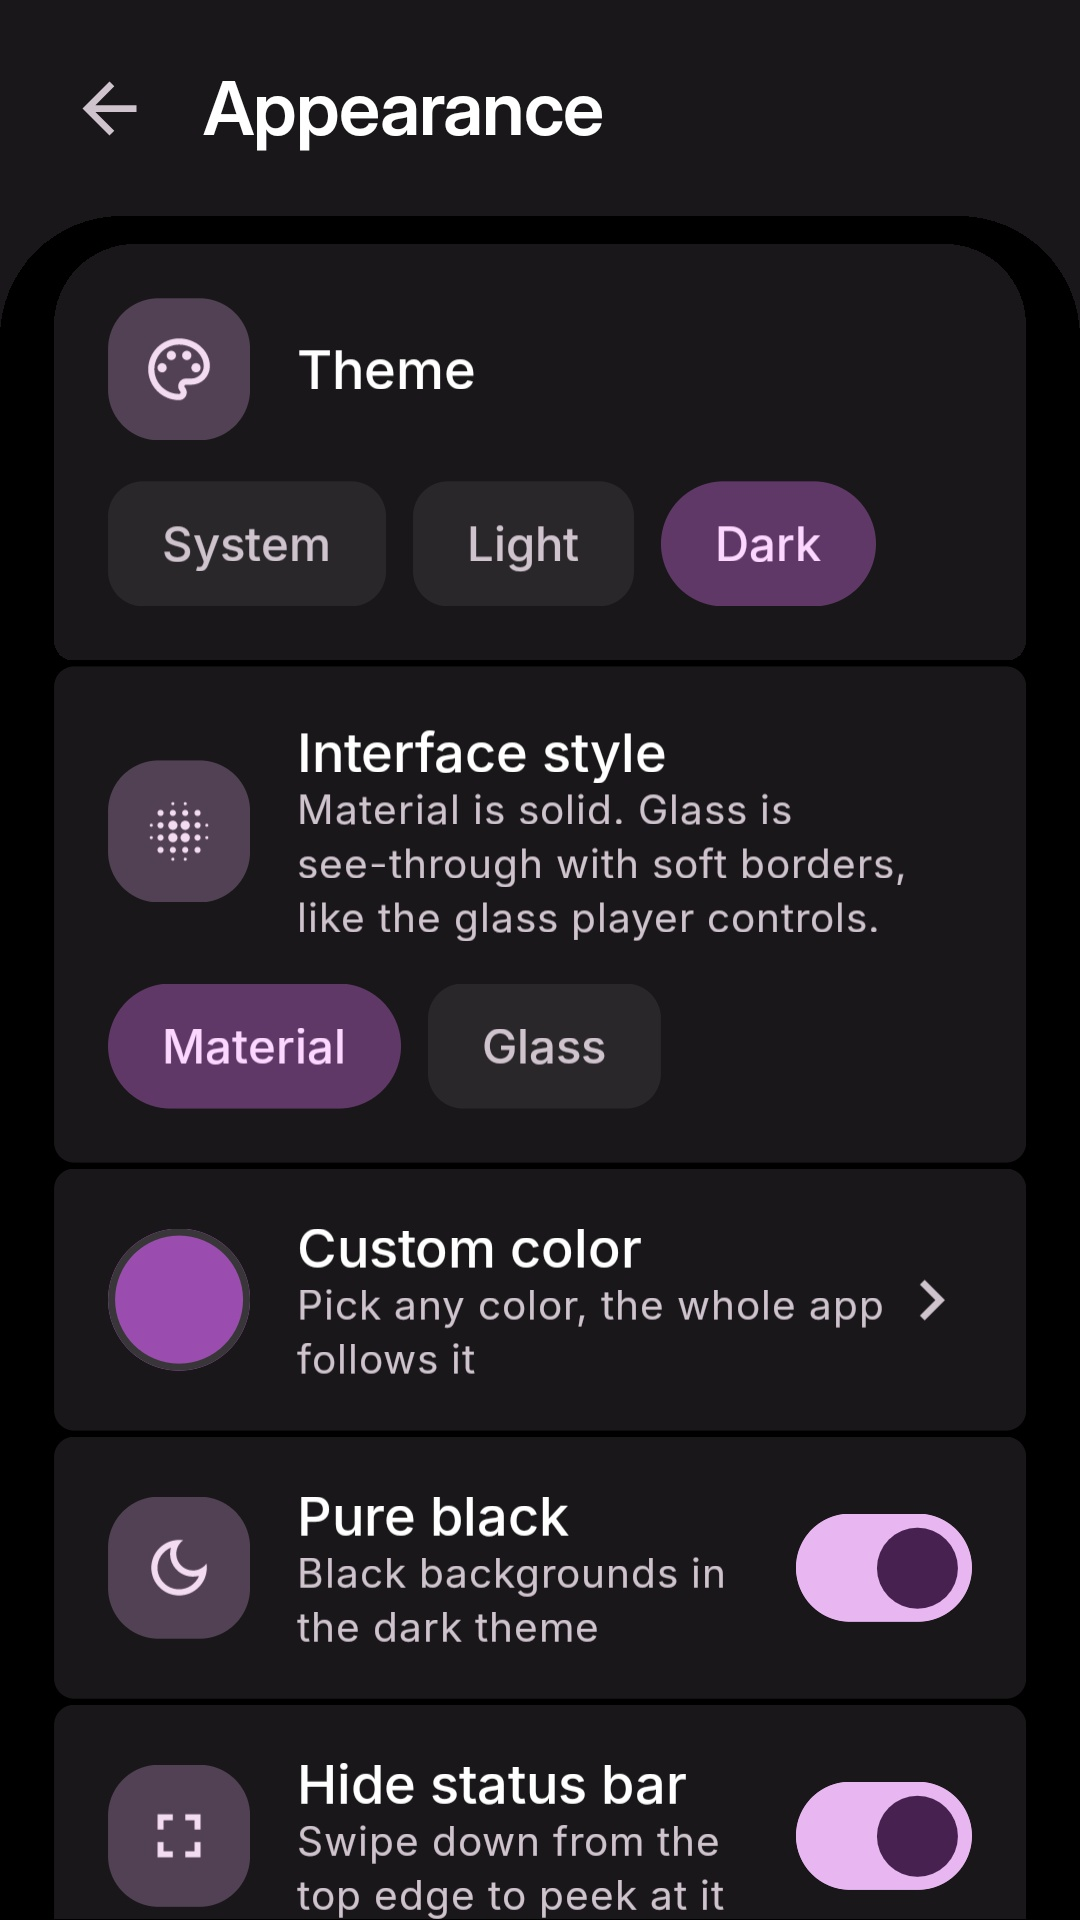 Appearance
Theme
System Light Dark
Interface style
Material is solid. Glass is
see-through with soft borders,
like the glass player controls.
Material Glass
Custom color
Pick any color, the whole app
follows it
Pure black
Black backgrounds in
the dark theme
Hide status bar
Swipe down from the
top edge to peek at it